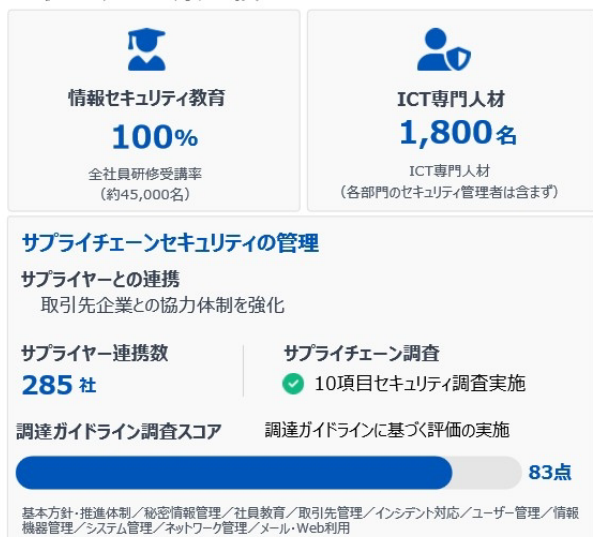 情報セキュリティ教育
100%
全社員研修受講率
（約45,000名）
ICT専門人材
1,800名
ICT専門人材
（各部門のセキュリティ管理者は含まず）
サプライチェーンセキュリティの管理
サプライヤーとの連携
取引先企業との協力体制を強化
サプライヤー連携数
285 社
サプライチェーン調査
10項目セキュリティ調査実施
調達ガイドライン調査スコア
調達ガイドラインに基づく評価の実施
83点
基本方針・推進体制／秘密情報管理／社員教育／取引先管理／インシデント対応／ユーザー管理／情報
機器管理／システム管理／ネットワーク管理／メール・Web利用